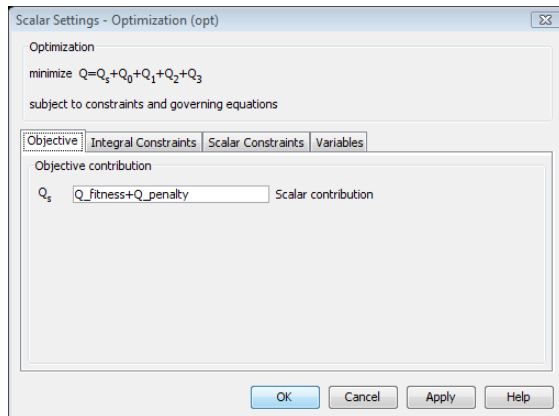 Scalar Settings - Optimization (opt)
Optimization
minimize Q=Qs+Q0+Q1+Q2+Q3
subject to constraints and governing equations
Objective Integral Constraints Scalar Constraints Variables
Objective contribution
Qs Q_fitness+Q_penalty Scalar contribution
OK Cancel Apply Help